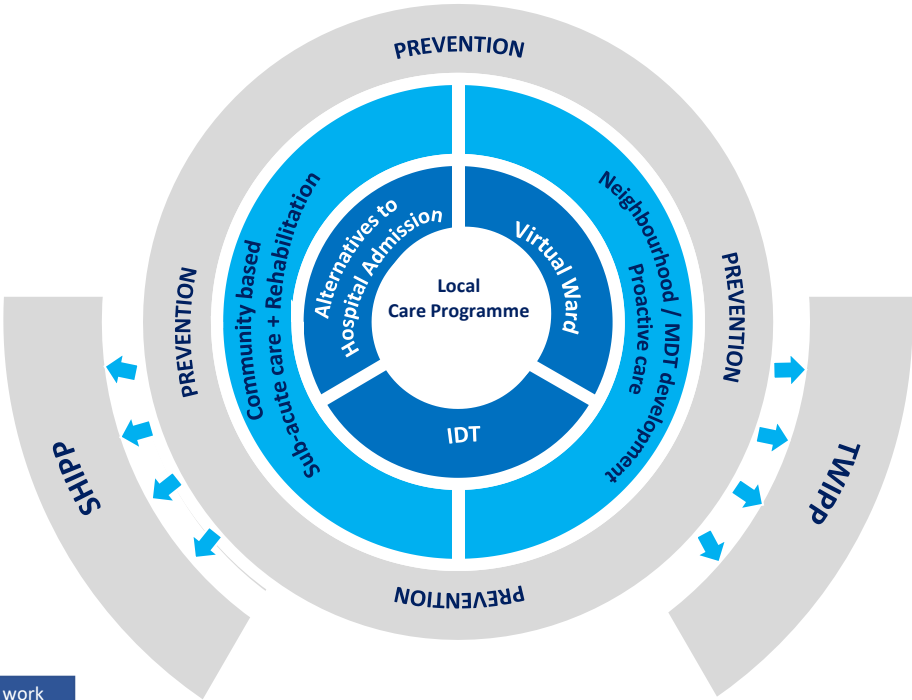 PREVENTION
Alternatives to
Hospital Admission
Virtual Ward
Local
Care Programme
IDT
Community based
Sub-acute care + Rehabilitation
Neighbourhood / MDT development
Proactive care
PREVENTION
PREVENTION
PREVENTION
SHIPP
TWIPP
work